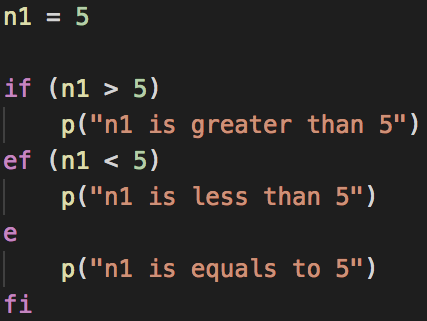 n1 = 5
if (n1 > 5)
p("n1 is greater than 5")
ef (n1 < 5)
p("n1 is less than 5")
e
p("n1 is equals to 5")
fi